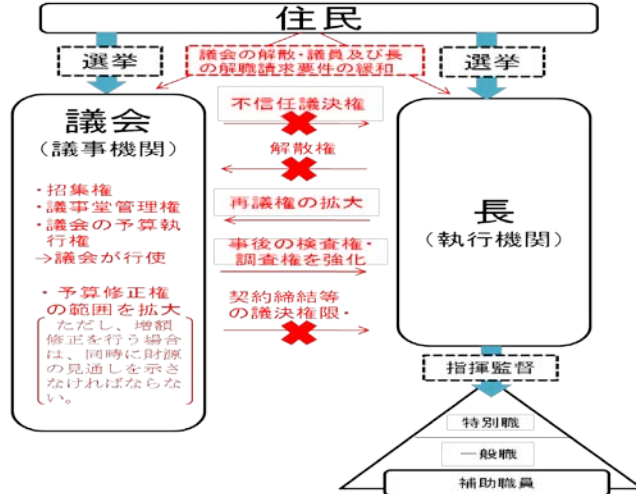 住民
選挙
議会の解散・議員及び長
の解職請求要件の緩和
選挙
議会
(議事機関)
・招集権
・議事堂管理権
・議会の予算執
行権
→議会が行使
・予算修正権
の範囲を拡大
ただし、増額
修正を行う場合
は、同時に財源
の見通しを示さ
なければならな
い。
不信任議決権
解散権
再議権の拡大
事後の検査権・
調査権を強化
契約締結等
の議決権限・
長
(執行機関)
指揮監督
特別職
一般職
補助職員